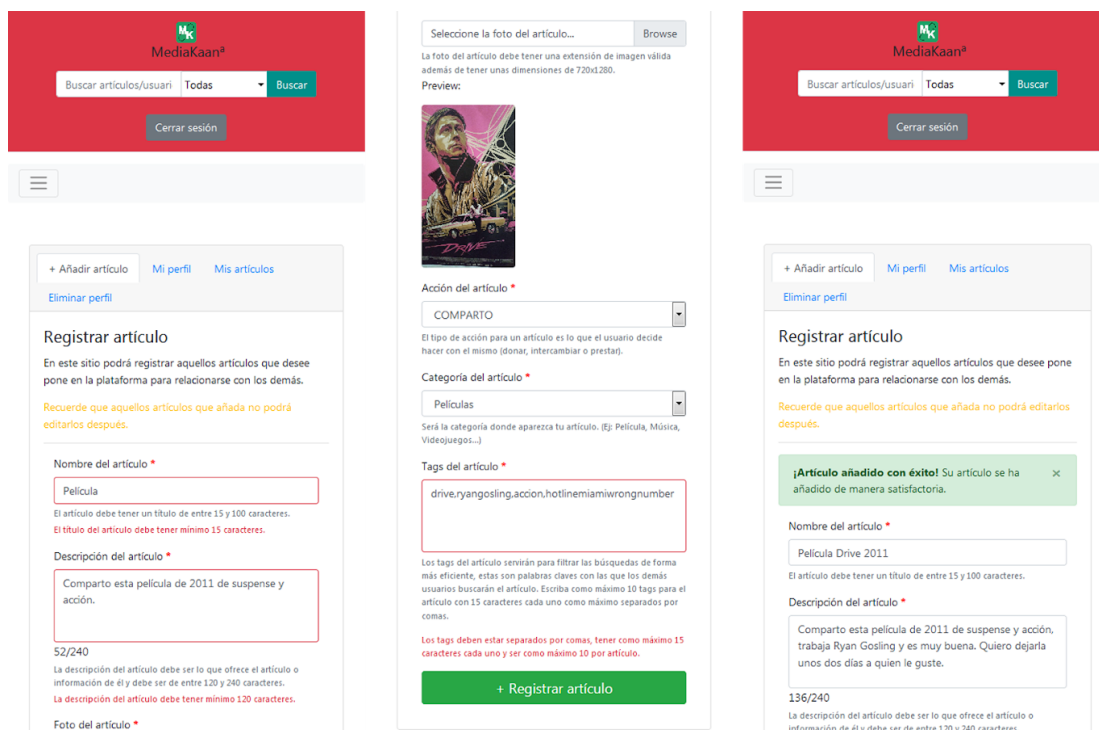 MK
MediaKaanª
Buscar artículos/usuari Todas Buscar
Cerrar sesión
+ Añadir artículo Mi perfil Mis artículos
Eliminar perfil
Registrar artículo
En este sitio podrá registrar aquellos artículos que desee
pone en la plataforma para relacionarse con los demás.
Recuerde que aquellos artículos que añada no podrá
editarlos después.
Nombre del artículo *
Película
El artículo debe tener un título de entre 15 y 100 caracteres.
El título del artículo debe tener mínimo 15 caracteres.
Descripción del artículo *
Comparto esta película de 2011 de suspense y
acción.
52/240
La descripción del artículo debe ser lo que ofrece el artículo o
información de él y debe ser de entre 120 y 240 caracteres.
La descripción del artículo debe tener mínimo 120 caracteres.
Foto del artículo *
Seleccione la foto del artículo... Browse
La foto del artículo debe tener una extensión de imagen válida
además de tener unas dimensiones de 720x1280.
Preview:
DRIVE
Acción del artículo *
COMPARTO
El tipo de acción para un artículo es lo que el usuario decide
hacer con el mismo (donar, intercambiar o prestar).
Categoría del artículo *
Películas
Será la categoría donde aparezca tu artículo. (Ej: Película, Música,
Videojuegos...)
Tags del artículo *
drive,ryangosling,accion,hotlinemiamiwrongnumber
Los tags del artículo servirán para filtrar las búsquedas de forma
más eficiente, estas son palabras claves con las que los demás
usuarios buscarán el artículo. Escriba como máximo 10 tags para el
artículo con 15 caracteres cada uno como máximo separados por
comas.
Los tags deben estar separados por comas, tener como máximo 15
caracteres cada uno y ser como máximo 10 por artículo.
+ Registrar artículo
MK
MediaKaanª
Buscar artículos/usuari Todas Buscar
Cerrar sesión
+ Añadir artículo Mi perfil Mis artículos
Eliminar perfil
Registrar artículo
En este sitio podrá registrar aquellos artículos que desee pone
en la plataforma para relacionarse con los demás.
Recuerde que aquellos artículos que añada no podrá editarlos
después.
¡Artículo añadido con éxito! Su artículo se ha ×
añadido de manera satisfactoria.
Nombre del artículo *
Película Drive 2011
El artículo debe tener un título de entre 15 y 100 caracteres.
Descripción del artículo *
Comparto esta película de 2011 de suspense y acción,
trabaja Ryan Gosling y es muy buena. Quiero dejarla
unos dos días a quien le guste.
136/240
La descripción del artículo debe ser lo que ofrece el artículo o
información de él y debe ser de entre 120 y 240 caracteres.